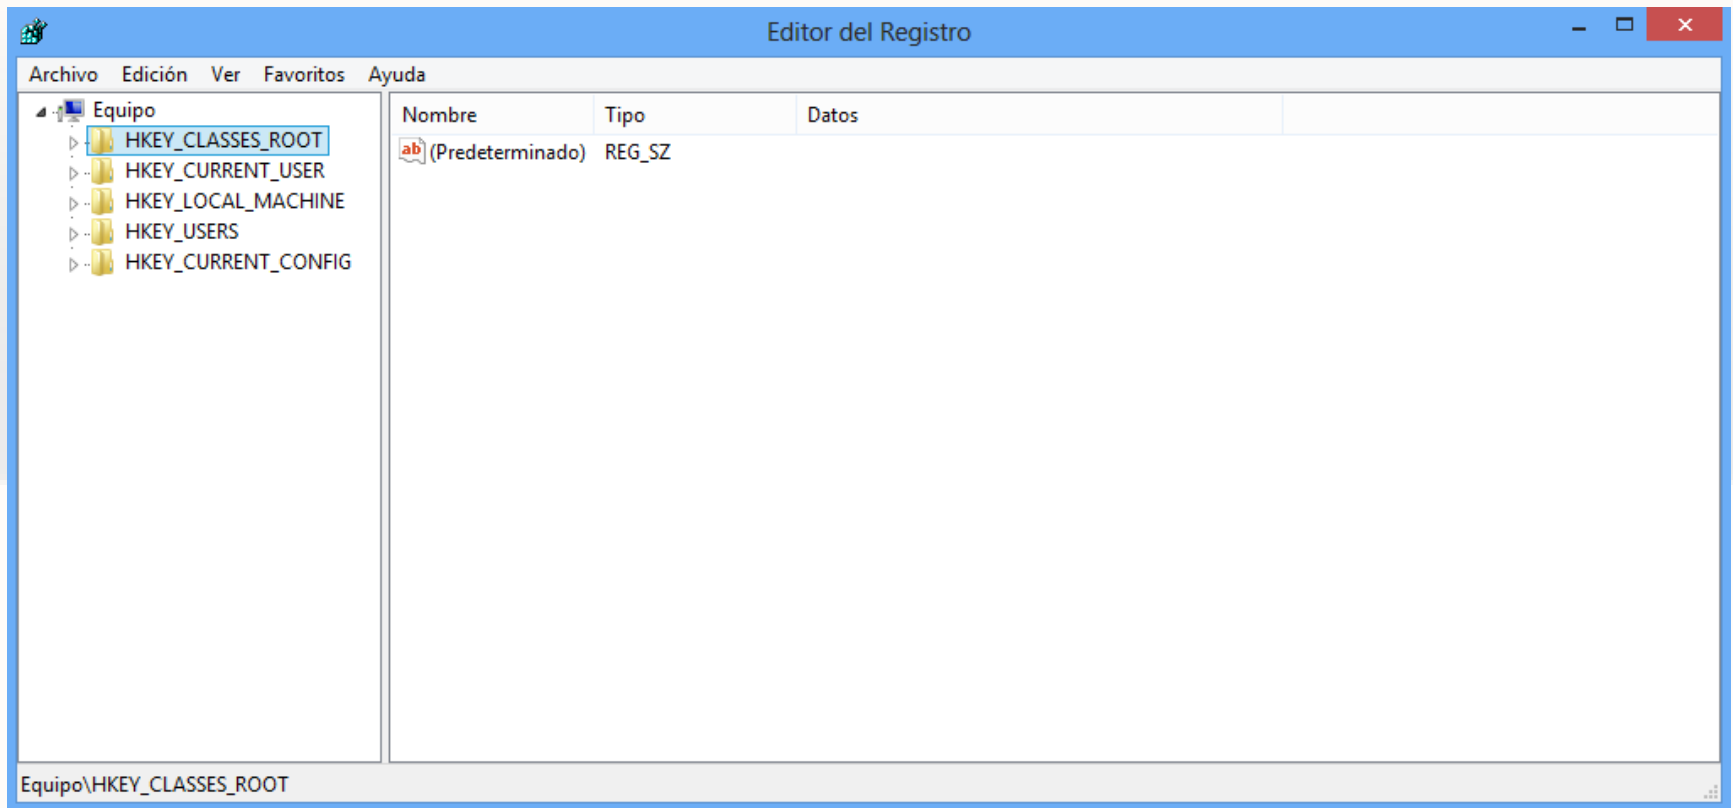 Editor del Registro
Archivo Edición Ver Favoritos Ayuda
Equipo
HKEY_CLASSES_ROOT
HKEY_CURRENT_USER
HKEY_LOCAL_MACHINE
HKEY_USERS
HKEY_CURRENT_CONFIG
Nombre Tipo Datos
ab (Predeterminado) REG_SZ
Equipo\HKEY_CLASSES_ROOT